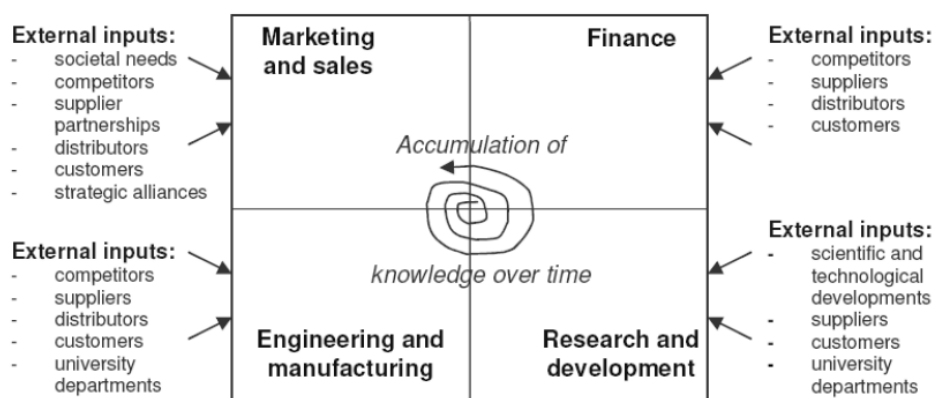 External inputs:
- societal needs
- competitors
- supplier
partnerships
- distributors
- customers
- strategic alliances
Marketing
and sales
Finance
External inputs:
- competitors
- suppliers
- distributors
- customers
Accumulation of
knowledge over time
External inputs:
- competitors
- suppliers
- distributors
- customers
- university
departments
Engineering and
manufacturing
Research and
development
External inputs:
- scientific and
technological
developments
- suppliers
- customers
- university
departments